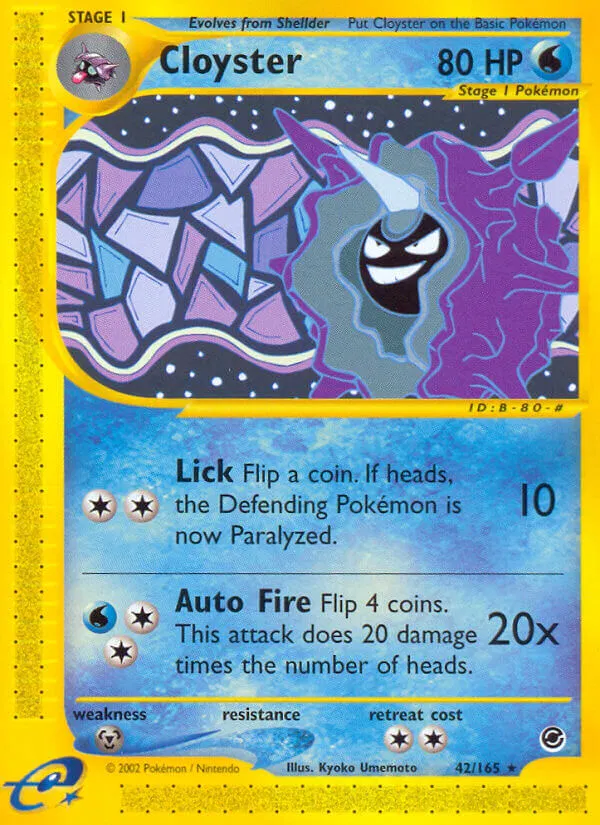 STAGE 1
Evolves from Shellder Put Cloyster on the Basic Pokémon
Cloyster 80 HP
Stage 1 Pokémon
ID:B-80-#
Lick Flip a coin. If heads,
the Defending Pokémon is
now Paralyzed.
10
Auto Fire Flip 4 coins.
This attack does 20 damage
times the number of heads.
20x
weakness resistance retreat cost
© 2002 Pokémon / Nintendo Illus. Kyoko Umemoto 42/165 ★
e